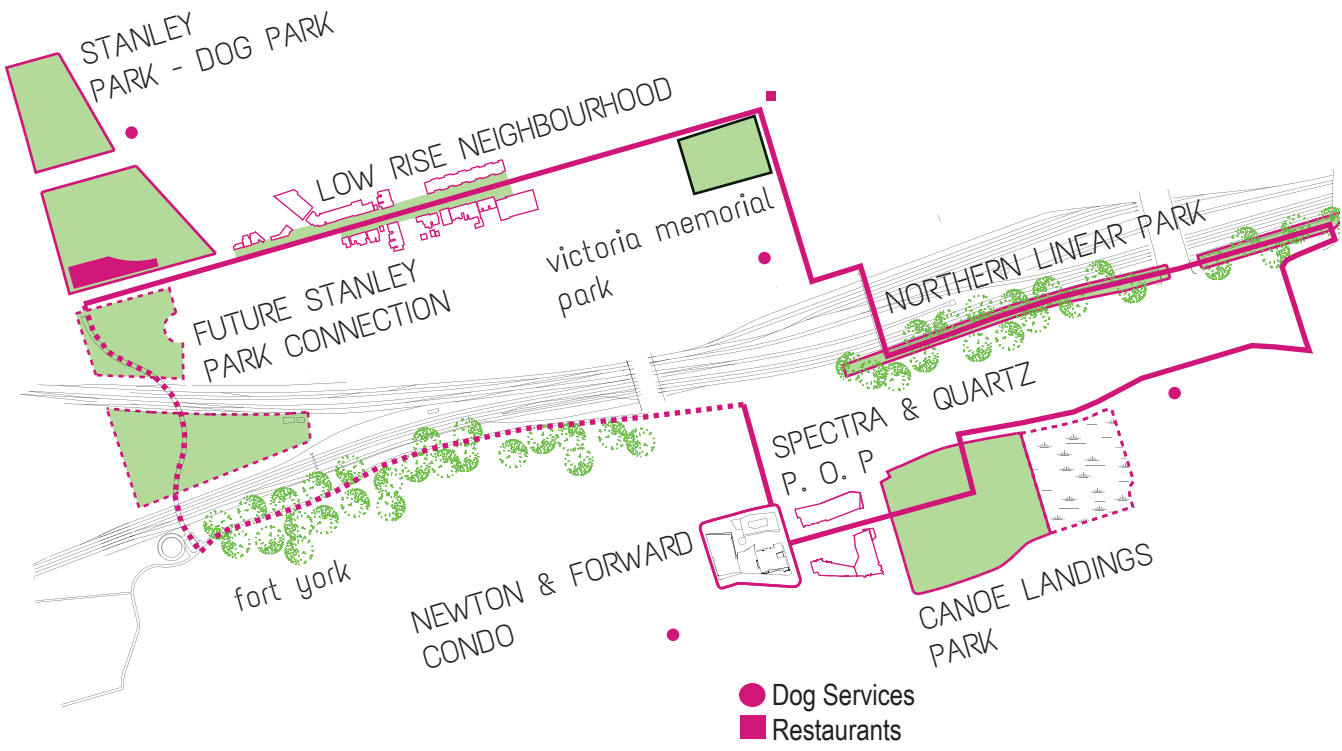 STANLEY
PARK - DOG PARK
LOW RISE NEIGHBOURHOOD
victoria memorial
park
NORTHERN LINEAR PARK
FUTURE STANLEY
PARK CONNECTION
SPECTRA & QUARTZ
P. O. P
fort york
NEWTON & FORWARD
CONDO
CANOE LANDINGS
PARK
Dog Services
Restaurants